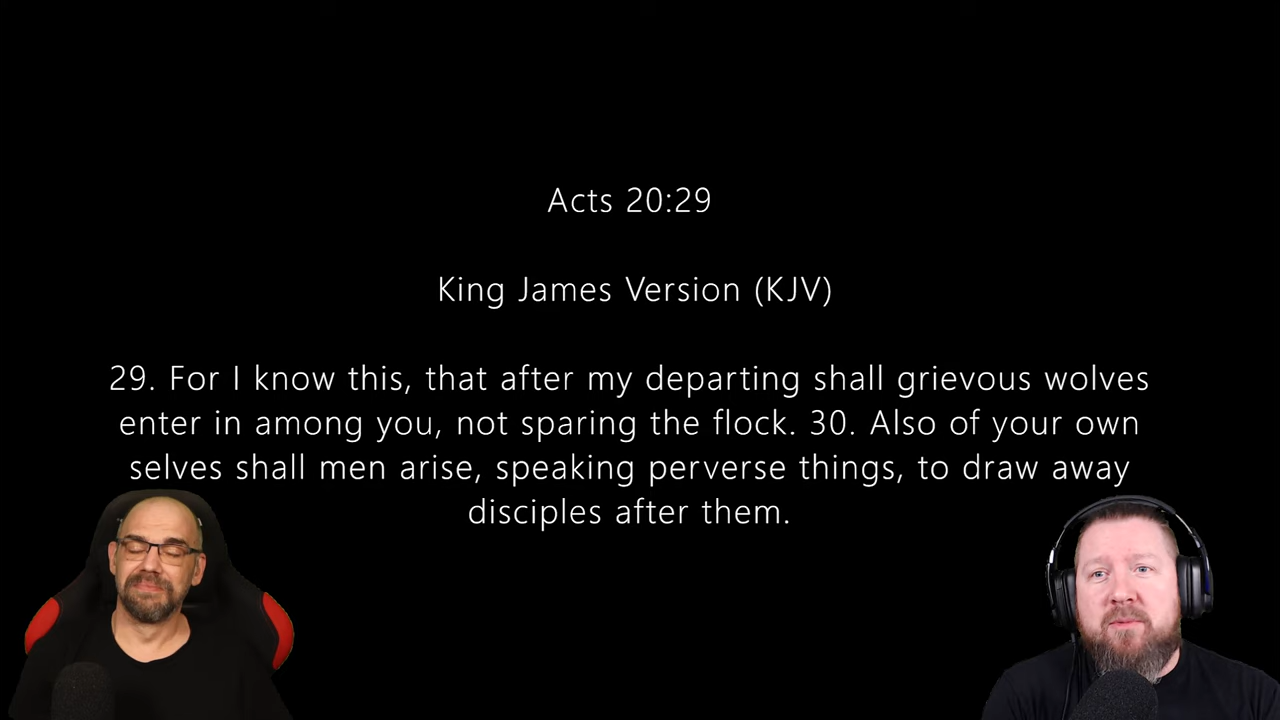 Acts 20:29
King James Version (KJV)
29. For I know this, that after my departing shall grievous wolves
enter in among you, not sparing the flock. 30. Also of your own
selves shall men arise, speaking perverse things, to draw away
disciples after them.